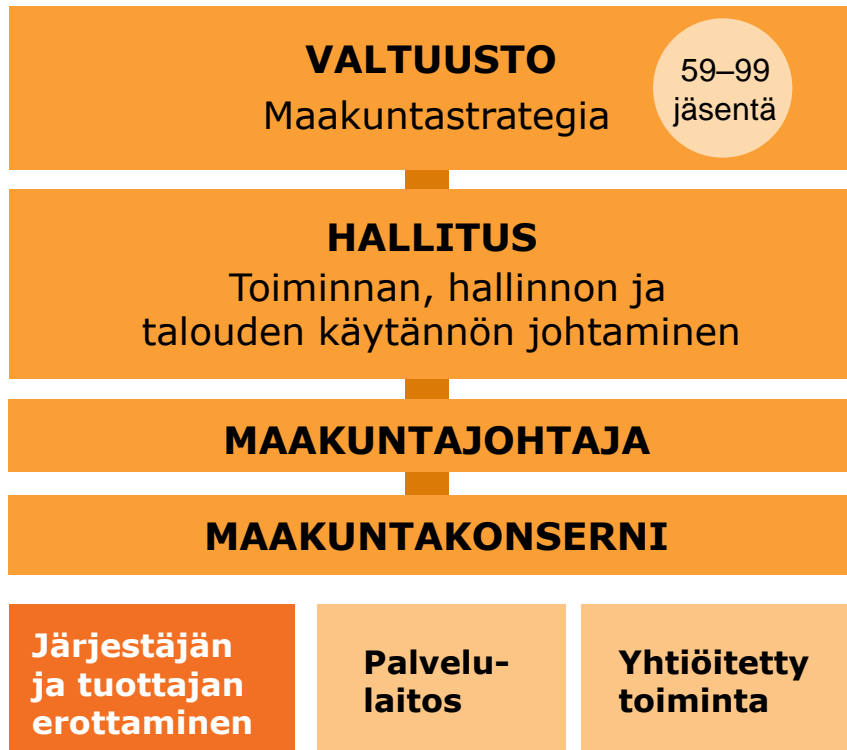 VALTUUSTO
Maakuntastrategia
59–99
jäsentä
HALLITUS
Toiminnan, hallinnon ja
talouden käytännön johtaminen
MAAKUNTAJOHTAJA
MAAKUNTAKONSERNI
Järjestäjän
ja tuottajan
erottaminen
Palvelu-
laitos
Yhtiöitetty
toiminta